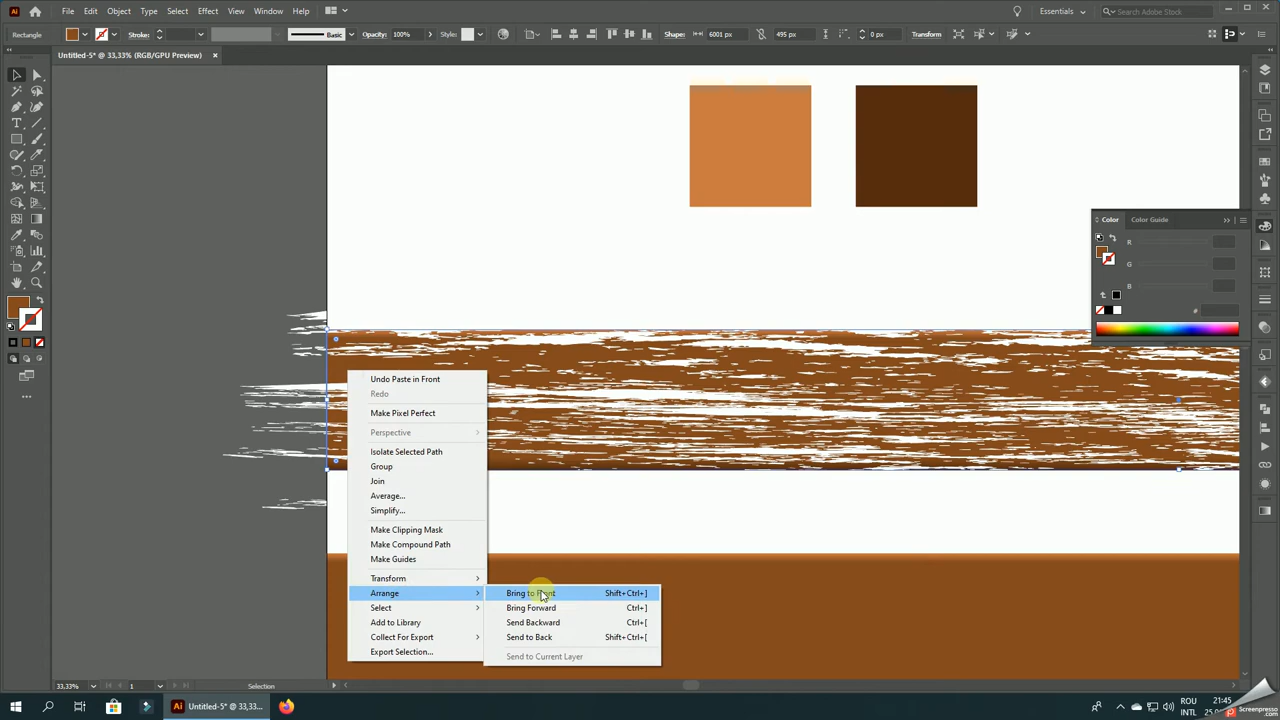 Ai File Edit Object Type Select Effect View Window Help Essentials Search Adobe Stock
Rectangle Stroke: Basic Opacity: 100% Style: Shape: 6001 px 495 px 0 px Transform
Untitled-5* @ 33,33% (RGB/GPU Preview) ×
Color Color Guide
R
G
B
#
Undo Paste in Front
Redo
Make Pixel Perfect
Perspective
Isolate Selected Path
Group
Join
Average...
Simplify...
Make Clipping Mask
Make Compound Path
Make Guides
Transform
Arrange
Select
Add to Library
Collect For Export
Export Selection...
Bring to Front Shift+Ctrl+]
Bring Forward Ctrl+]
Send Backward Ctrl+[
Send to Back Shift+Ctrl+[
Send to Current Layer
33,33% 1 Selection
Ai Untitled-5* @ 33,33...
ROU
INTL
21:45
Screenpresso
.com